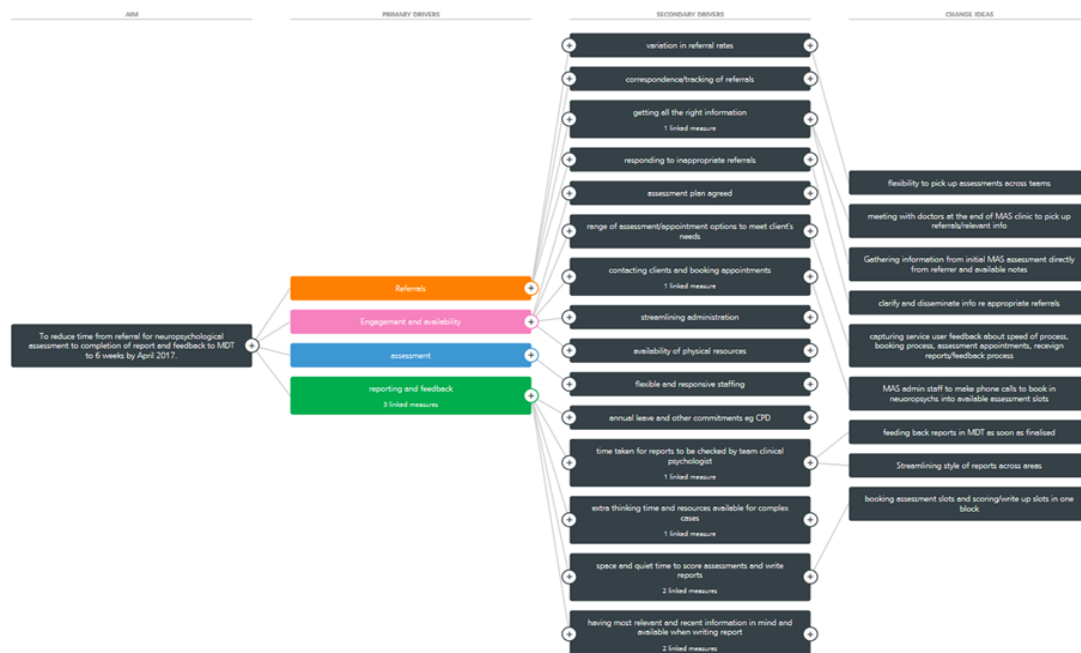 AIM
PRIMARY DRIVERS
SECONDARY DRIVERS
CHANGE IDEAS
To reduce time from referral for neuropsychological
assessment to completion of report and feedback to MDT
to 6 weeks by April 2017.
Referrals
Engagement and availability
assessment
reporting and feedback
3 linked measures
variation in referral rates
correspondence/tracking of referrals
getting all the right information
1 linked measure
responding to inappropriate referrals
assessment plan agreed
range of assessment/appointment options to meet client's
needs
contacting clients and booking appointments
1 linked measure
streamlining administration
availability of physical resources
flexible and responsive staffing
annual leave and other commitments eg CPD
time taken for reports to be checked by team clinical
psychologist
1 linked measure
extra thinking time and resources available for complex
cases
1 linked measure
space and quiet time to score assessments and write
reports
2 linked measures
having most relevant and recent information in mind and
available when writing report
2 linked measures
flexibility to pick up assessments across teams
meeting with doctors at the end of MAS clinic to pick up
referrals/relevant info
Gathering information from initial MAS assessment directly
from referrer and available notes
clarify and disseminate info re appropriate referrals
capturing service user feedback about speed of process,
booking process, assessment appointments, recevign
reports/feedback process
MAS admin staff to make phone calls to book in
neuoropsychs into available assessment slots
feeding back reports in MDT as soon as finalised
Streamlining style of reports across areas
booking assessment slots and scoring/write up slots in one
block